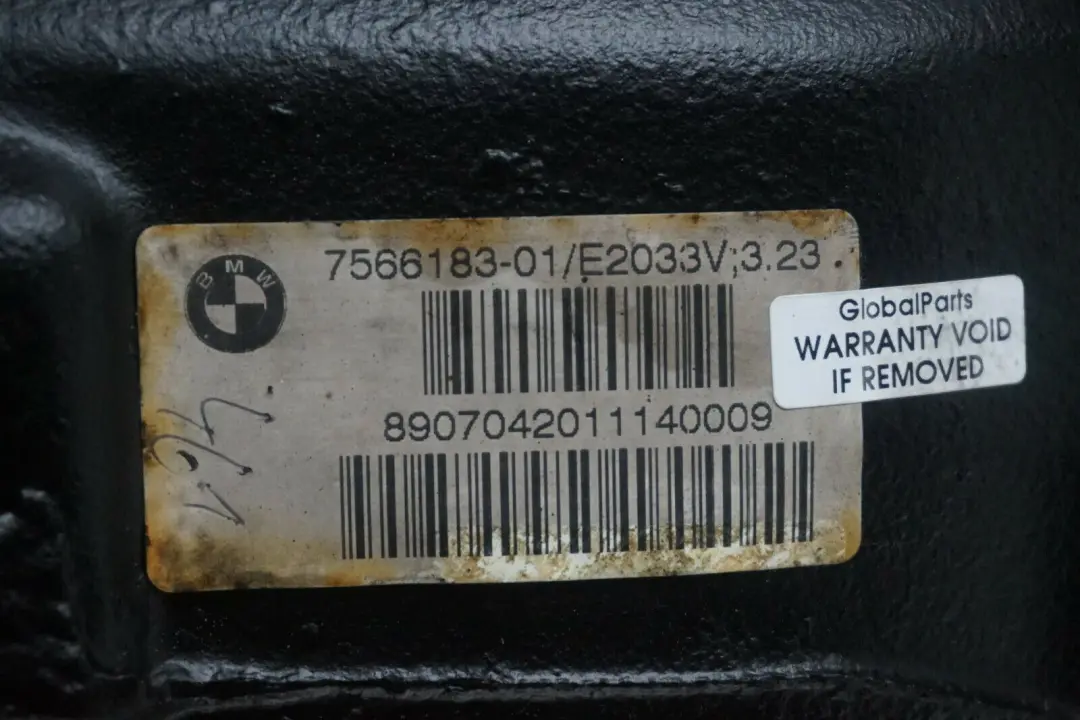 BMW
7566183-01/E2033V;3.23
8907042011140009
GlobalParts
WARRANTY VOID
IF REMOVED